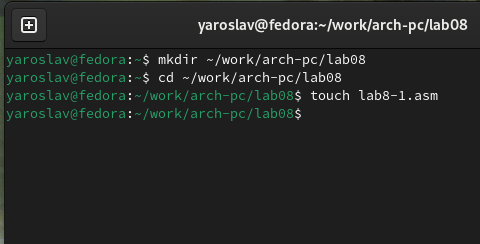 yaroslav@fedora:~/work/arch-pc/lab08
yaroslav@fedora:~$ mkdir ~/work/arch-pc/lab08
yaroslav@fedora:~$ cd ~/work/arch-pc/lab08
yaroslav@fedora:~/work/arch-pc/lab08$ touch lab8-1.asm
yaroslav@fedora:~/work/arch-pc/lab08$